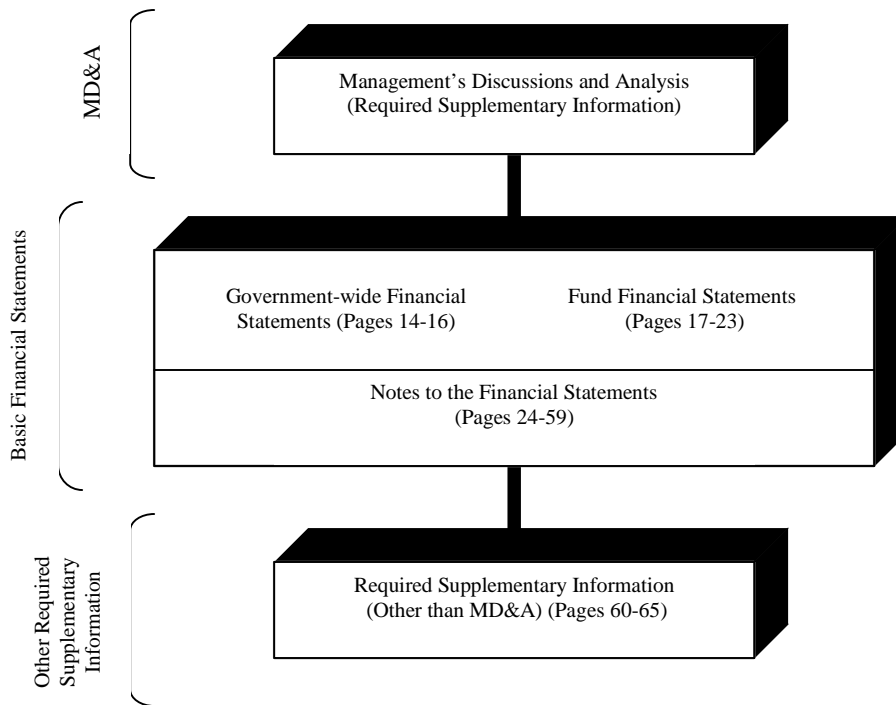 MD&A
Management’s Discussions and Analysis
(Required Supplementary Information)
Basic Financial Statements
Government-wide Financial
Statements (Pages 14-16)
Fund Financial Statements
(Pages 17-23)
Notes to the Financial Statements
(Pages 24-59)
Other Required
Supplementary
Information
Required Supplementary Information
(Other than MD&A) (Pages 60-65)